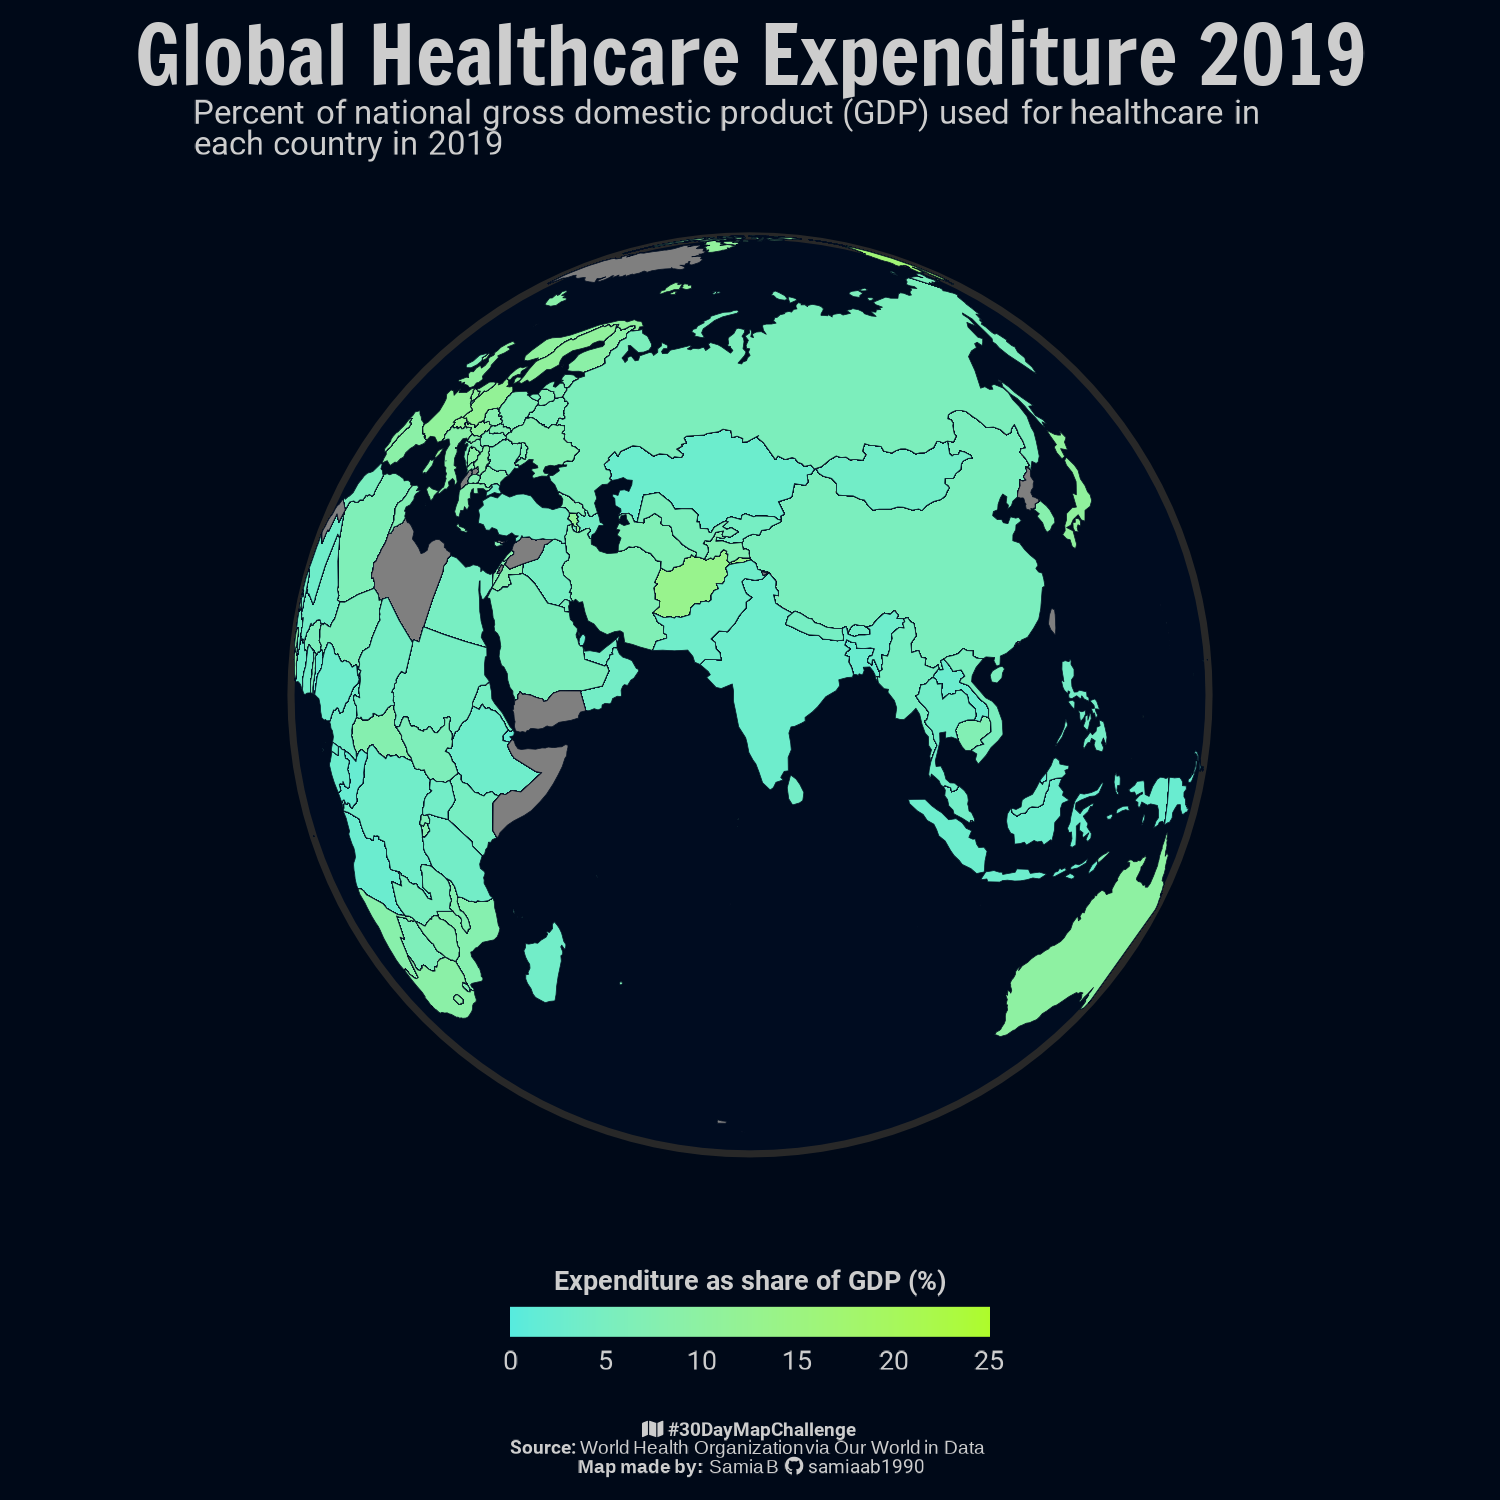 Global Healthcare Expenditure 2019
Percent of national gross domestic product (GDP) used for healthcare in
each country in 2019
Expenditure as share of GDP (%)
0 5 10 15 20 25
#30DayMapChallenge
Source: World Health Organization via Our World in Data
Map made by: Samia B samiaab1990